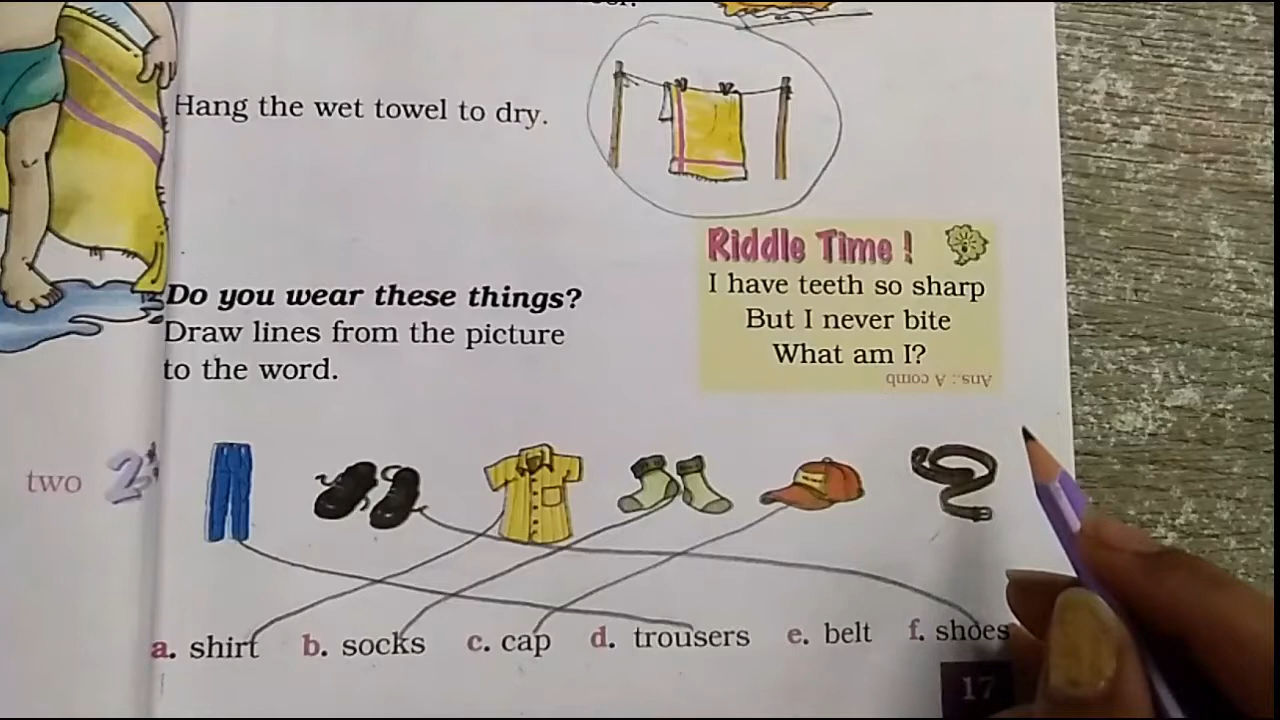 Hang the wet towel to dry.
Riddle Time !
I have teeth so sharp
But I never bite
What am I?
Ans.: A comb
Do you wear these things?
Draw lines from the picture
to the word.
two 2
a. shirt b. socks c. cap d. trousers e. belt f. shoes
17